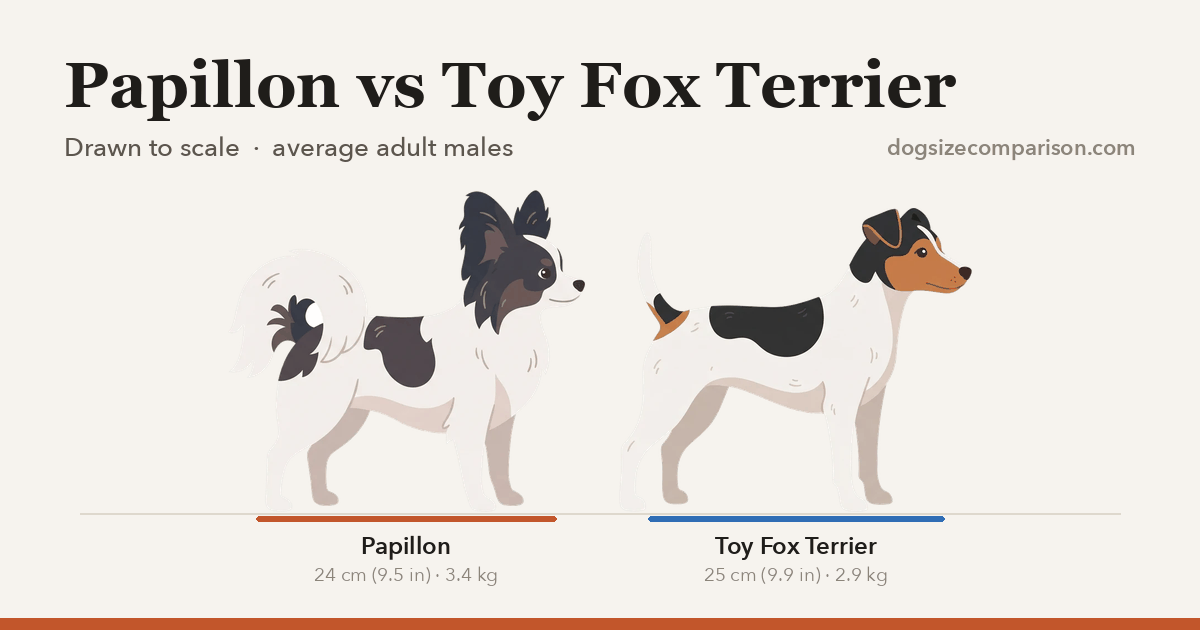 Papillon vs Toy Fox Terrier
Drawn to scale · average adult males
dogsizecomparison.com
Papillon
24 cm (9.5 in) · 3.4 kg
Toy Fox Terrier
25 cm (9.9 in) · 2.9 kg